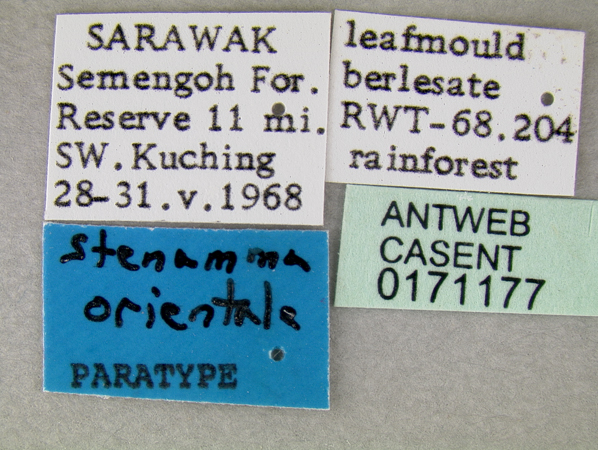 SARAWAK
Semengoh For.
Reserve 11 mi.
SW. Kuching
28-31.v.1968
leafmould
berlesate
RWT-68.204
rainforest
ANTWEB
CASENT
0171177
Stenamma
orientale
PARATYPE